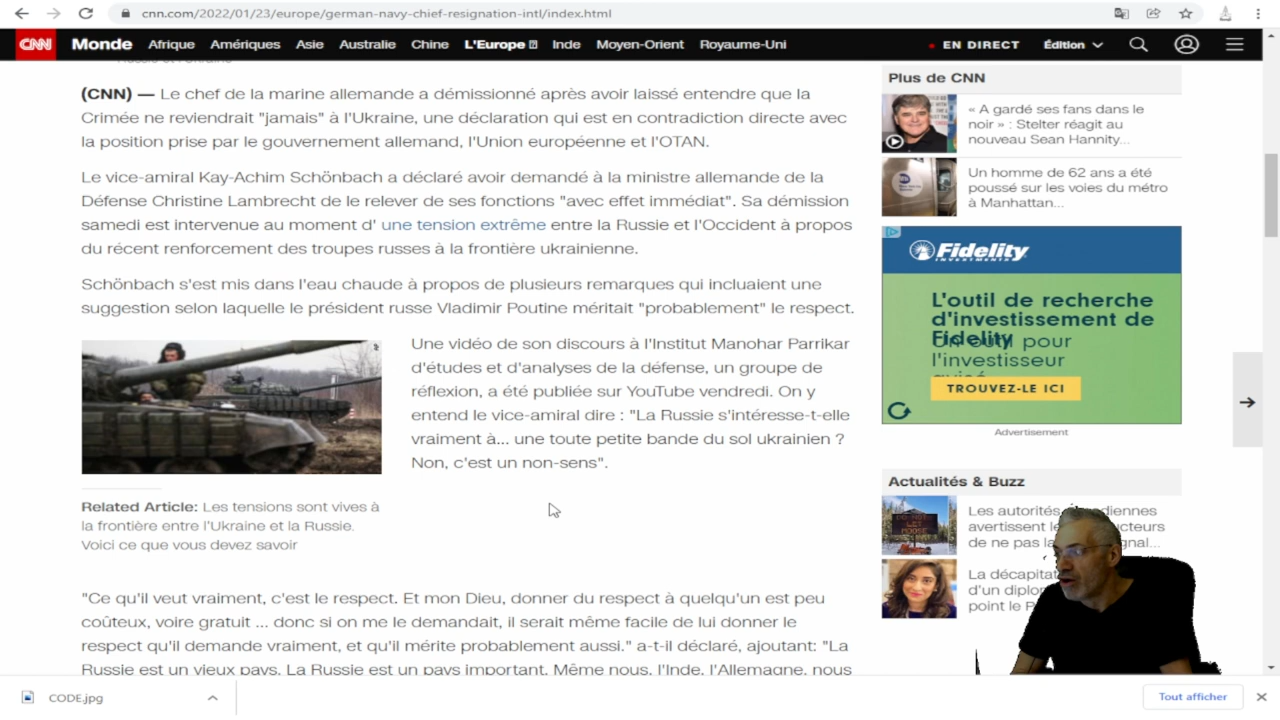 cnn.com/2022/01/23/europe/german-navy-chief-resignation-intl/index.html
CNN Monde Afrique Amériques Asie Australie Chine L'Europe Inde Moyen-Orient Royaume-Uni EN DIRECT Édition
(CNN) — Le chef de la marine allemande a démissionné après avoir laissé entendre que la
Crimée ne reviendrait "jamais" à l'Ukraine, une déclaration qui est en contradiction directe avec
la position prise par le gouvernement allemand, l'Union européenne et l'OTAN.
Le vice-amiral Kay-Achim Schönbach a déclaré avoir demandé à la ministre allemande de la
Défense Christine Lambrecht de le relever de ses fonctions "avec effet immédiat". Sa démission
samedi est intervenue au moment d' une tension extrême entre la Russie et l'Occident à propos
du récent renforcement des troupes russes à la frontière ukrainienne.
Schönbach s'est mis dans l'eau chaude à propos de plusieurs remarques qui incluaient une
suggestion selon laquelle le président russe Vladimir Poutine méritait "probablement" le respect.
Une vidéo de son discours à l'Institut Manohar Parrikar
d'études et d'analyses de la défense, un groupe de
réflexion, a été publiée sur YouTube vendredi. On y
entend le vice-amiral dire : "La Russie s'intéresse-t-elle
vraiment à... une toute petite bande du sol ukrainien ?
Non, c'est un non-sens".
Related Article: Les tensions sont vives à
la frontière entre l'Ukraine et la Russie.
Voici ce que vous devez savoir
"Ce qu'il veut vraiment, c'est le respect. Et mon Dieu, donner du respect à quelqu'un est peu
coûteux, voire gratuit ... donc si on me le demandait, il serait même facile de lui donner le
respect qu'il demande vraiment, et qu'il mérite probablement aussi." a-t-il déclaré, ajoutant: "La
Russie est un vieux pays. La Russie est un pays important. Même nous, l'Inde, l'Allemagne, nous
Plus de CNN
« A gardé ses fans dans le
noir » : Stelter réagit au
nouveau Sean Hannity...
Un homme de 62 ans a été
poussé sur les voies du métro
à Manhattan...
Fidelity
INVESTMENTS
L'outil de recherche
d'investissement de
Fidelity
Un outil pour
l'investisseur
TROUVEZ-LE ICI
Advertisement
Actualités & Buzz
Les autorités
avertissent
de ne pas
La
d'un
point le
CODE.jpg
Tout afficher